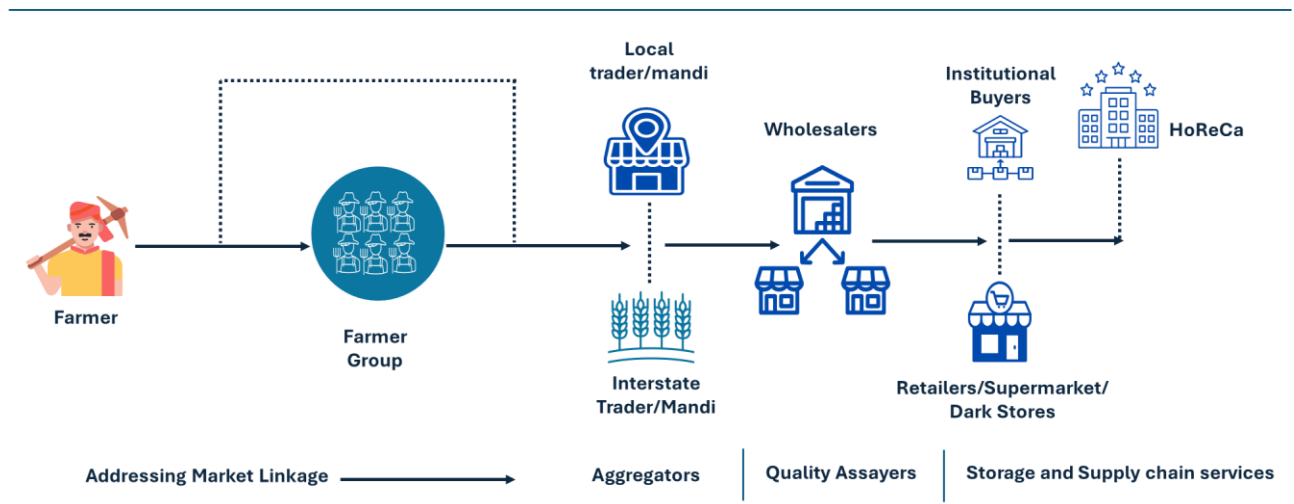 Local
trader/mandi
Institutional
Buyers
HoReCa
Wholesalers
Farmer
Farmer
Group
Interstate
Trader/Mandi
Retailers/Supermarket/
Dark Stores
Addressing Market Linkage
Aggregators
Quality Assayers
Storage and Supply chain services